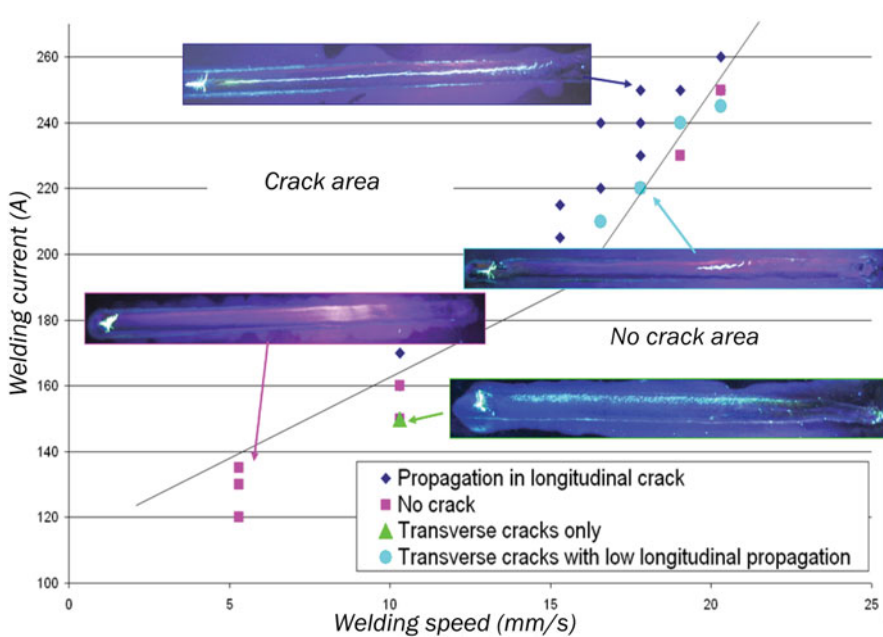 260
240
220
200
180
160
140
120
100
Welding current (A)
Crack area
No crack area
Propagation in longitudinal crack
No crack
Transverse cracks only
Transverse cracks with low longitudinal propagation
0 5 10 15 20 25
Welding speed (mm/s)